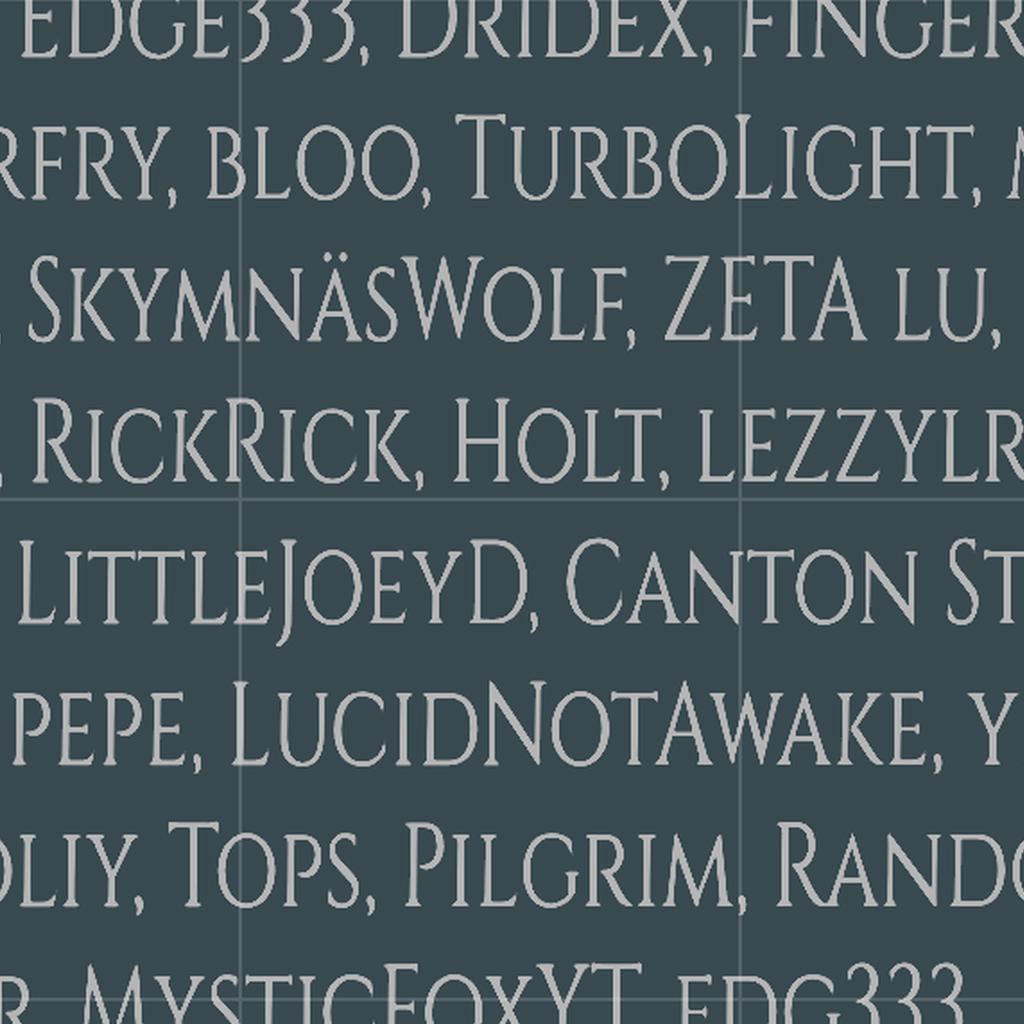 edge333, Dridex, finger
rfry, bloo, TurboLight,
, SkymnäsWolf, ZETA lu,
, RickRick, Holt, lezzylr
LittleJoeyD, Canton St
pepe, LucidNotAwake, y
oliy, Tops, Pilgrim, Rando
r, MysticFoxYT, edg333